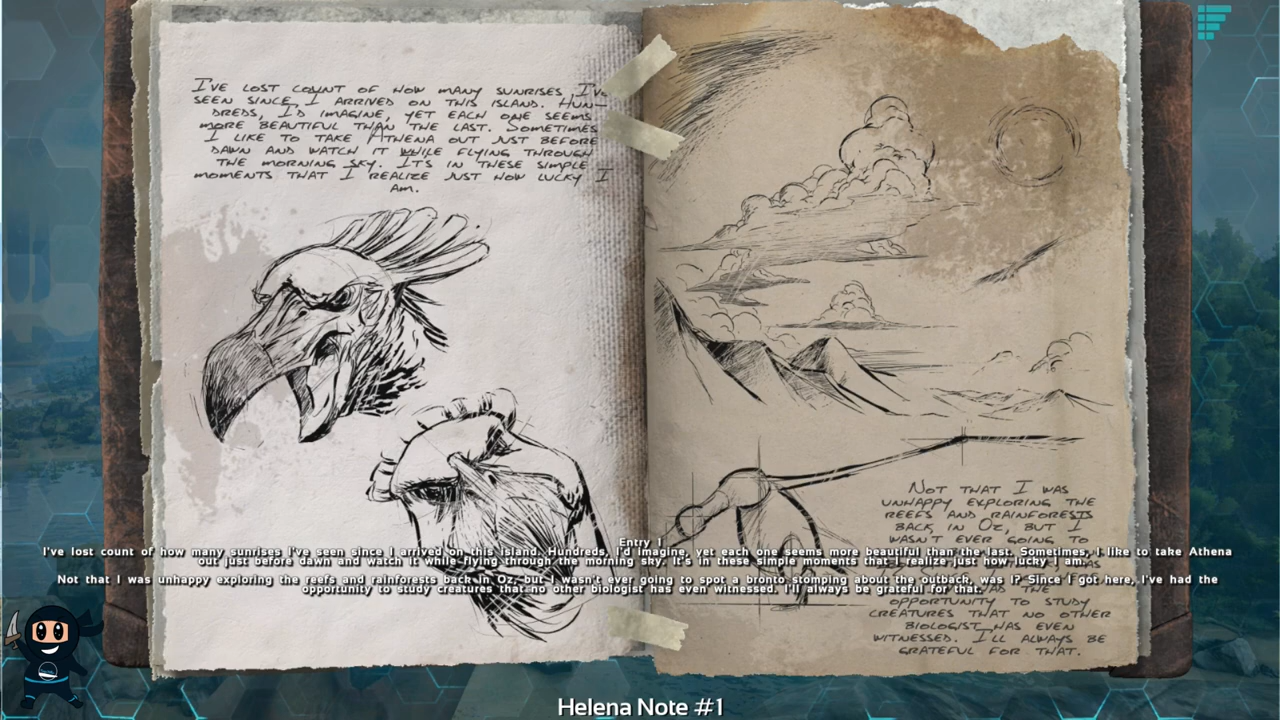 I've lost count of how many sunrises I've
seen since I arrived on this island. Hun-
dreds, I'd imagine, yet each one seems
more beautiful than the last. Sometimes
I like to take Athena out just before
dawn and watch it while flying through
the morning sky. It's in these simple
moments that I realize just how lucky I
am.
Not that I was
unhappy exploring the
reefs and rainforests
back in Oz, but I
wasn't ever going to
opportunity to study
creatures that no other
biologist has even
witnessed. I'll always be
grateful for that.
Entry 1
I've lost count of how many sunrises I've seen since I arrived on this island. Hundreds, I'd imagine, yet each one seems more beautiful than the last. Sometimes, I like to take Athena
out just before dawn and watch it while flying through the morning sky. It's in these simple moments that I realize just how lucky I am.
Not that I was unhappy exploring the reefs and rainforests back in Oz, but I wasn't ever going to spot a bronto stomping about the outback, was I? Since I got here, I've had the
opportunity to study creatures that no other biologist has even witnessed. I'll always be grateful for that.
Helena Note #1